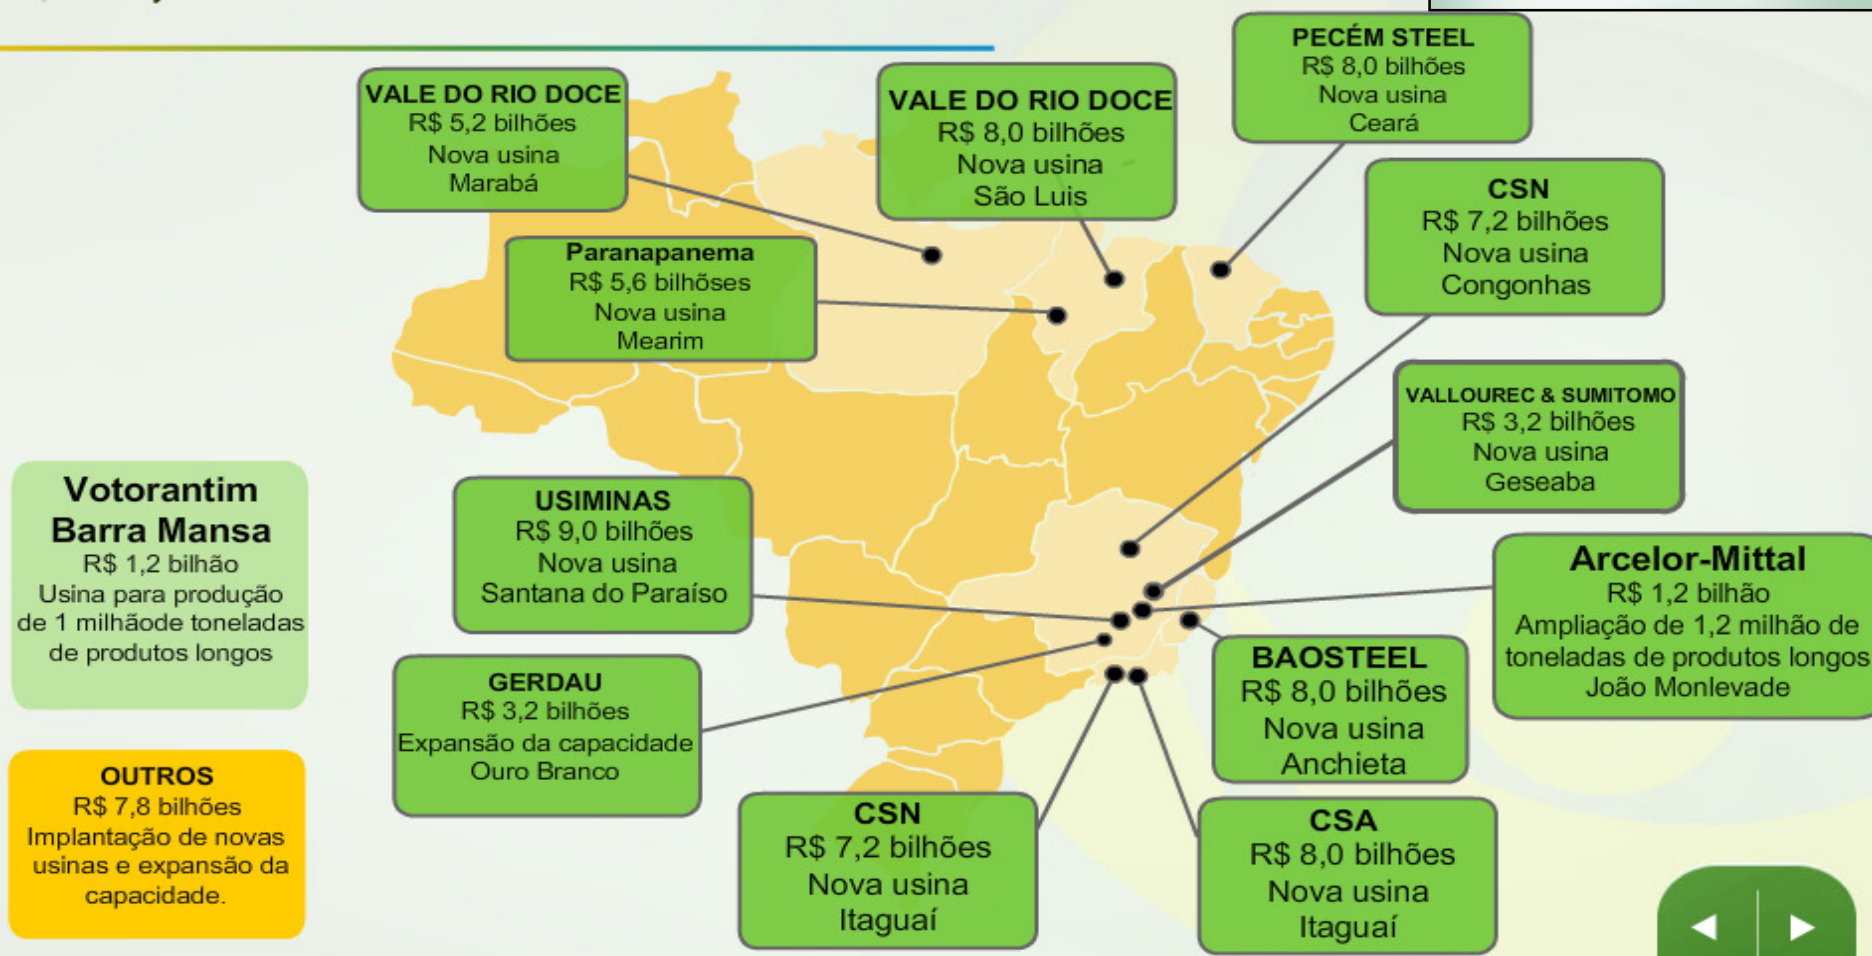 VALE DO RIO DOCE
R$ 5,2 bilhões
Nova usina
Marabá
VALE DO RIO DOCE
R$ 8,0 bilhões
Nova usina
São Luis
PECÉM STEEL
R$ 8,0 bilhões
Nova usina
Ceará
CSN
R$ 7,2 bilhões
Nova usina
Congonhas
Paranapanema
R$ 5,6 bilhõses
Nova usina
Mearim
VALLOUREC & SUMITOMO
R$ 3,2 bilhões
Nova usina
Geseaba
Votorantim
Barra Mansa
R$ 1,2 bilhão
Usina para produção
de 1 milhãode toneladas
de produtos longos
USIMINAS
R$ 9,0 bilhões
Nova usina
Santana do Paraíso
Arcelor-Mittal
R$ 1,2 bilhão
Ampliação de 1,2 milhão de
toneladas de produtos longos
João Monlevade
GERDAU
R$ 3,2 bilhões
Expansão da capacidade
Ouro Branco
BAOSTEEL
R$ 8,0 bilhões
Nova usina
Anchieta
OUTROS
R$ 7,8 bilhões
Implantação de novas
usinas e expansão da
capacidade.
CSN
R$ 7,2 bilhões
Nova usina
Itaguaí
CSA
R$ 8,0 bilhões
Nova usina
Itaguaí